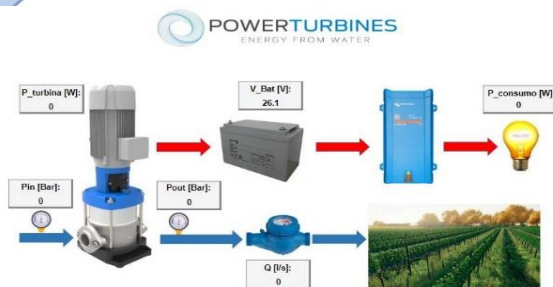 POWERTURBINES
ENERGY FROM WATER
P_turbina [W]:
0
V_Bat [V]:
26.1
P_consumo [W]
0
Pin [Bar]:
0
Pout [Bar]:
0
Q [l/s]:
0